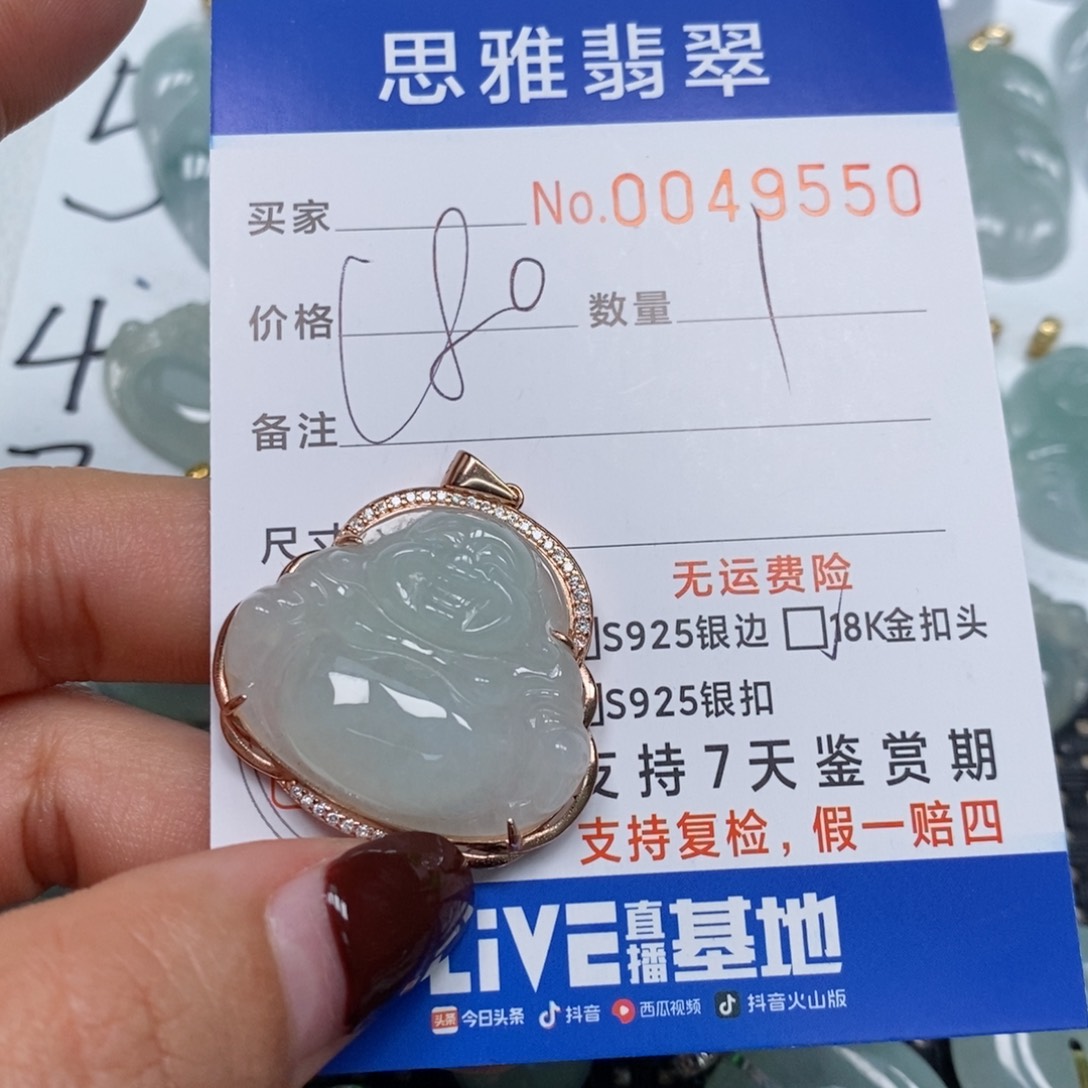 思雅翡翠
买家 No.0049550
价格 680 数量 1
备注
尺寸
无运费险
S925银边 18K金扣头
S925银扣
支持7天鉴赏期
支持复检,假一赔四
LiVE直播基地
头条 今日头条 抖音 西瓜视频 抖音火山版
5
4